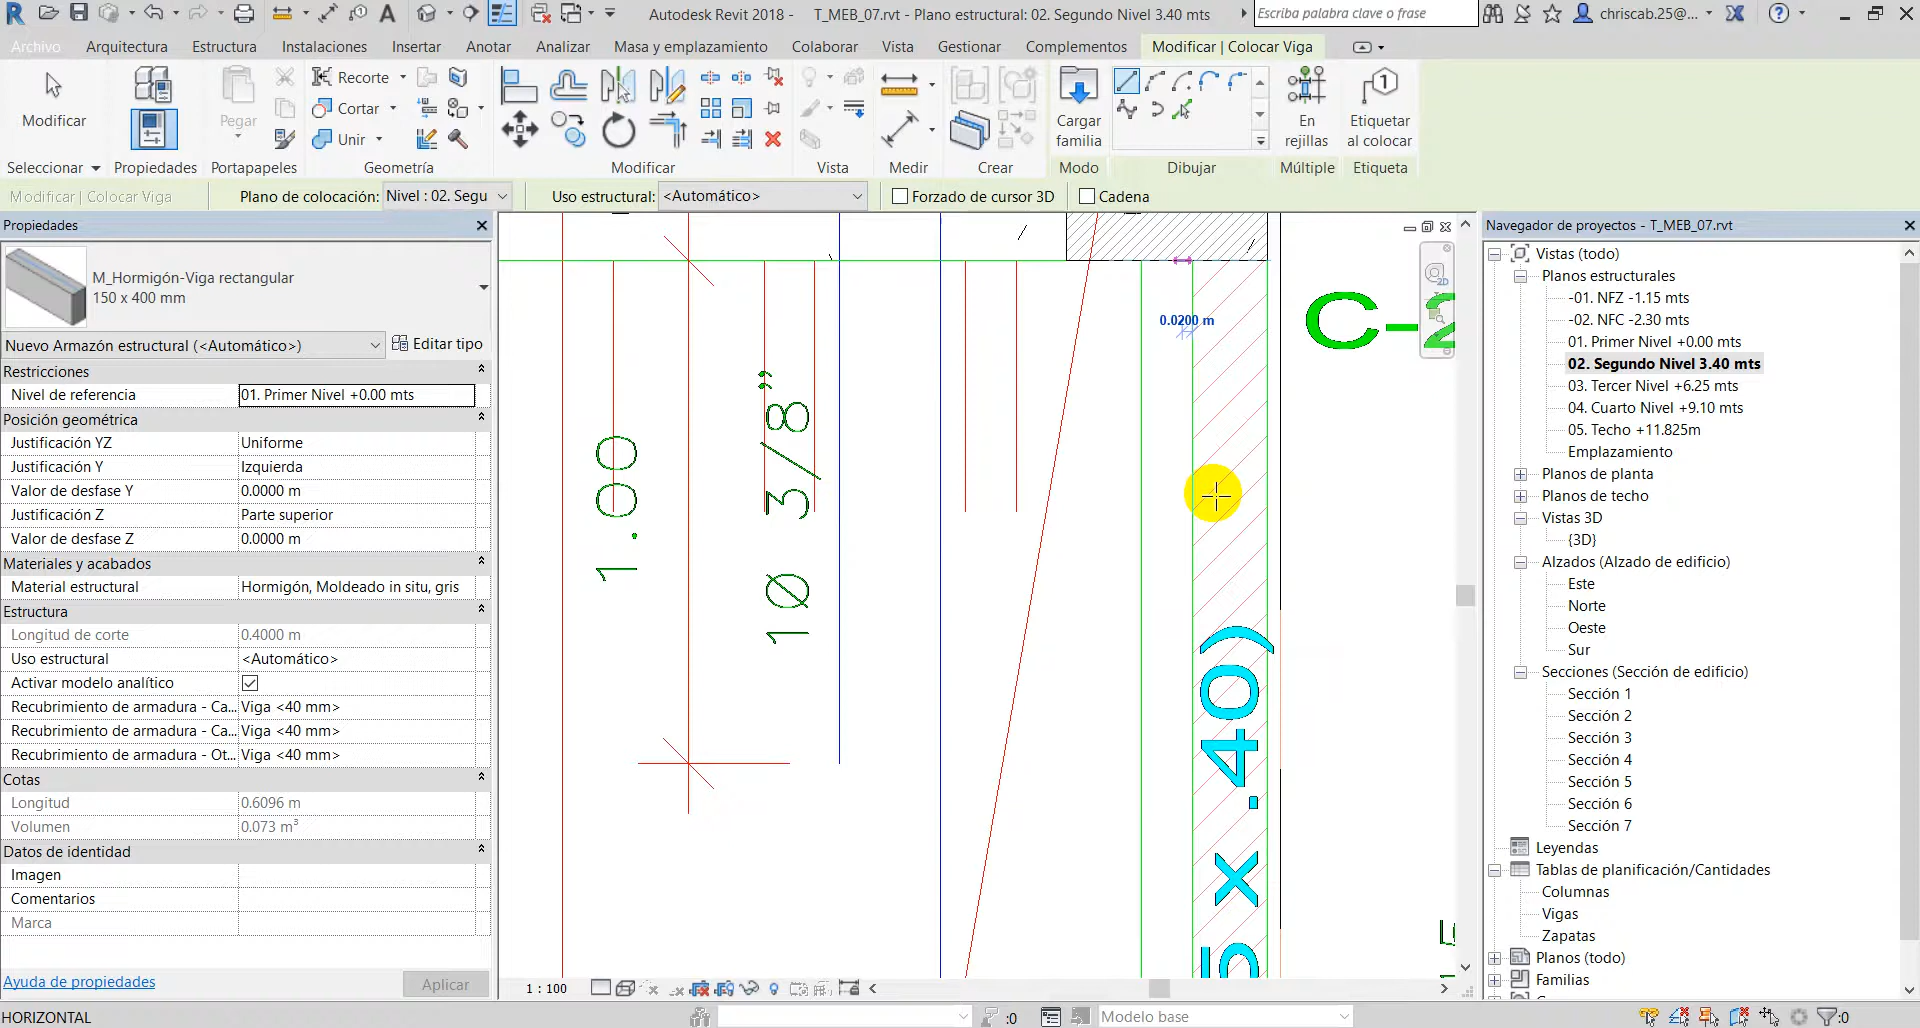 Autodesk Revit 2018 - T_MEB_07.rvt - Plano estructural: 02. Segundo Nivel 3.40 mts
Escriba palabra clave o frase
chriscab.25@...
Archivo Arquitectura Estructura Instalaciones Insertar Anotar Analizar Masa y emplazamiento Colaborar Vista Gestionar Complementos Modificar | Colocar Viga
Modificar
Pegar
Recorte
Cortar
Unir
Cargar familia
En rejillas
Etiquetar al colocar
Seleccionar Propiedades Portapapeles Geometría Modificar Vista Medir Crear Modo Dibujar Múltiple Etiqueta
Modificar | Colocar Viga
Plano de colocación: Nivel : 02. Segu
Uso estructural: <Automático>
Forzado de cursor 3D
Cadena
Propiedades
M_Hormigón-Viga rectangular
150 x 400 mm
Nuevo Armazón estructural (<Automático>)
Editar tipo
Restricciones
Nivel de referencia 01. Primer Nivel +0.00 mts
Posición geométrica
Justificación YZ Uniforme
Justificación Y Izquierda
Valor de desfase Y 0.0000 m
Justificación Z Parte superior
Valor de desfase Z 0.0000 m
Materiales y acabados
Material estructural Hormigón, Moldeado in situ, gris
Estructura
Longitud de corte 0.4000 m
Uso estructural <Automático>
Activar modelo analítico
Recubrimiento de armadura - Ca... Viga <40 mm>
Recubrimiento de armadura - Ca... Viga <40 mm>
Recubrimiento de armadura - Ot... Viga <40 mm>
Cotas
Longitud 0.6096 m
Volumen 0.073 m³
Datos de identidad
Imagen
Comentarios
Marca
Ayuda de propiedades
Aplicar
1.00
1Ø 3/8”
0.0200 m
C-2
5 x .40)
1 : 100
Navegador de proyectos - T_MEB_07.rvt
Vistas (todo)
Planos estructurales
-01. NFZ -1.15 mts
-02. NFC -2.30 mts
01. Primer Nivel +0.00 mts
02. Segundo Nivel 3.40 mts
03. Tercer Nivel +6.25 mts
04. Cuarto Nivel +9.10 mts
05. Techo +11.825m
Emplazamiento
Planos de planta
Planos de techo
Vistas 3D
{3D}
Alzados (Alzado de edificio)
Este
Norte
Oeste
Sur
Secciones (Sección de edificio)
Sección 1
Sección 2
Sección 3
Sección 4
Sección 5
Sección 6
Sección 7
Leyendas
Tablas de planificación/Cantidades
Columnas
Vigas
Zapatas
Planos (todo)
Familias
HORIZONTAL
:0
Modelo base
:0